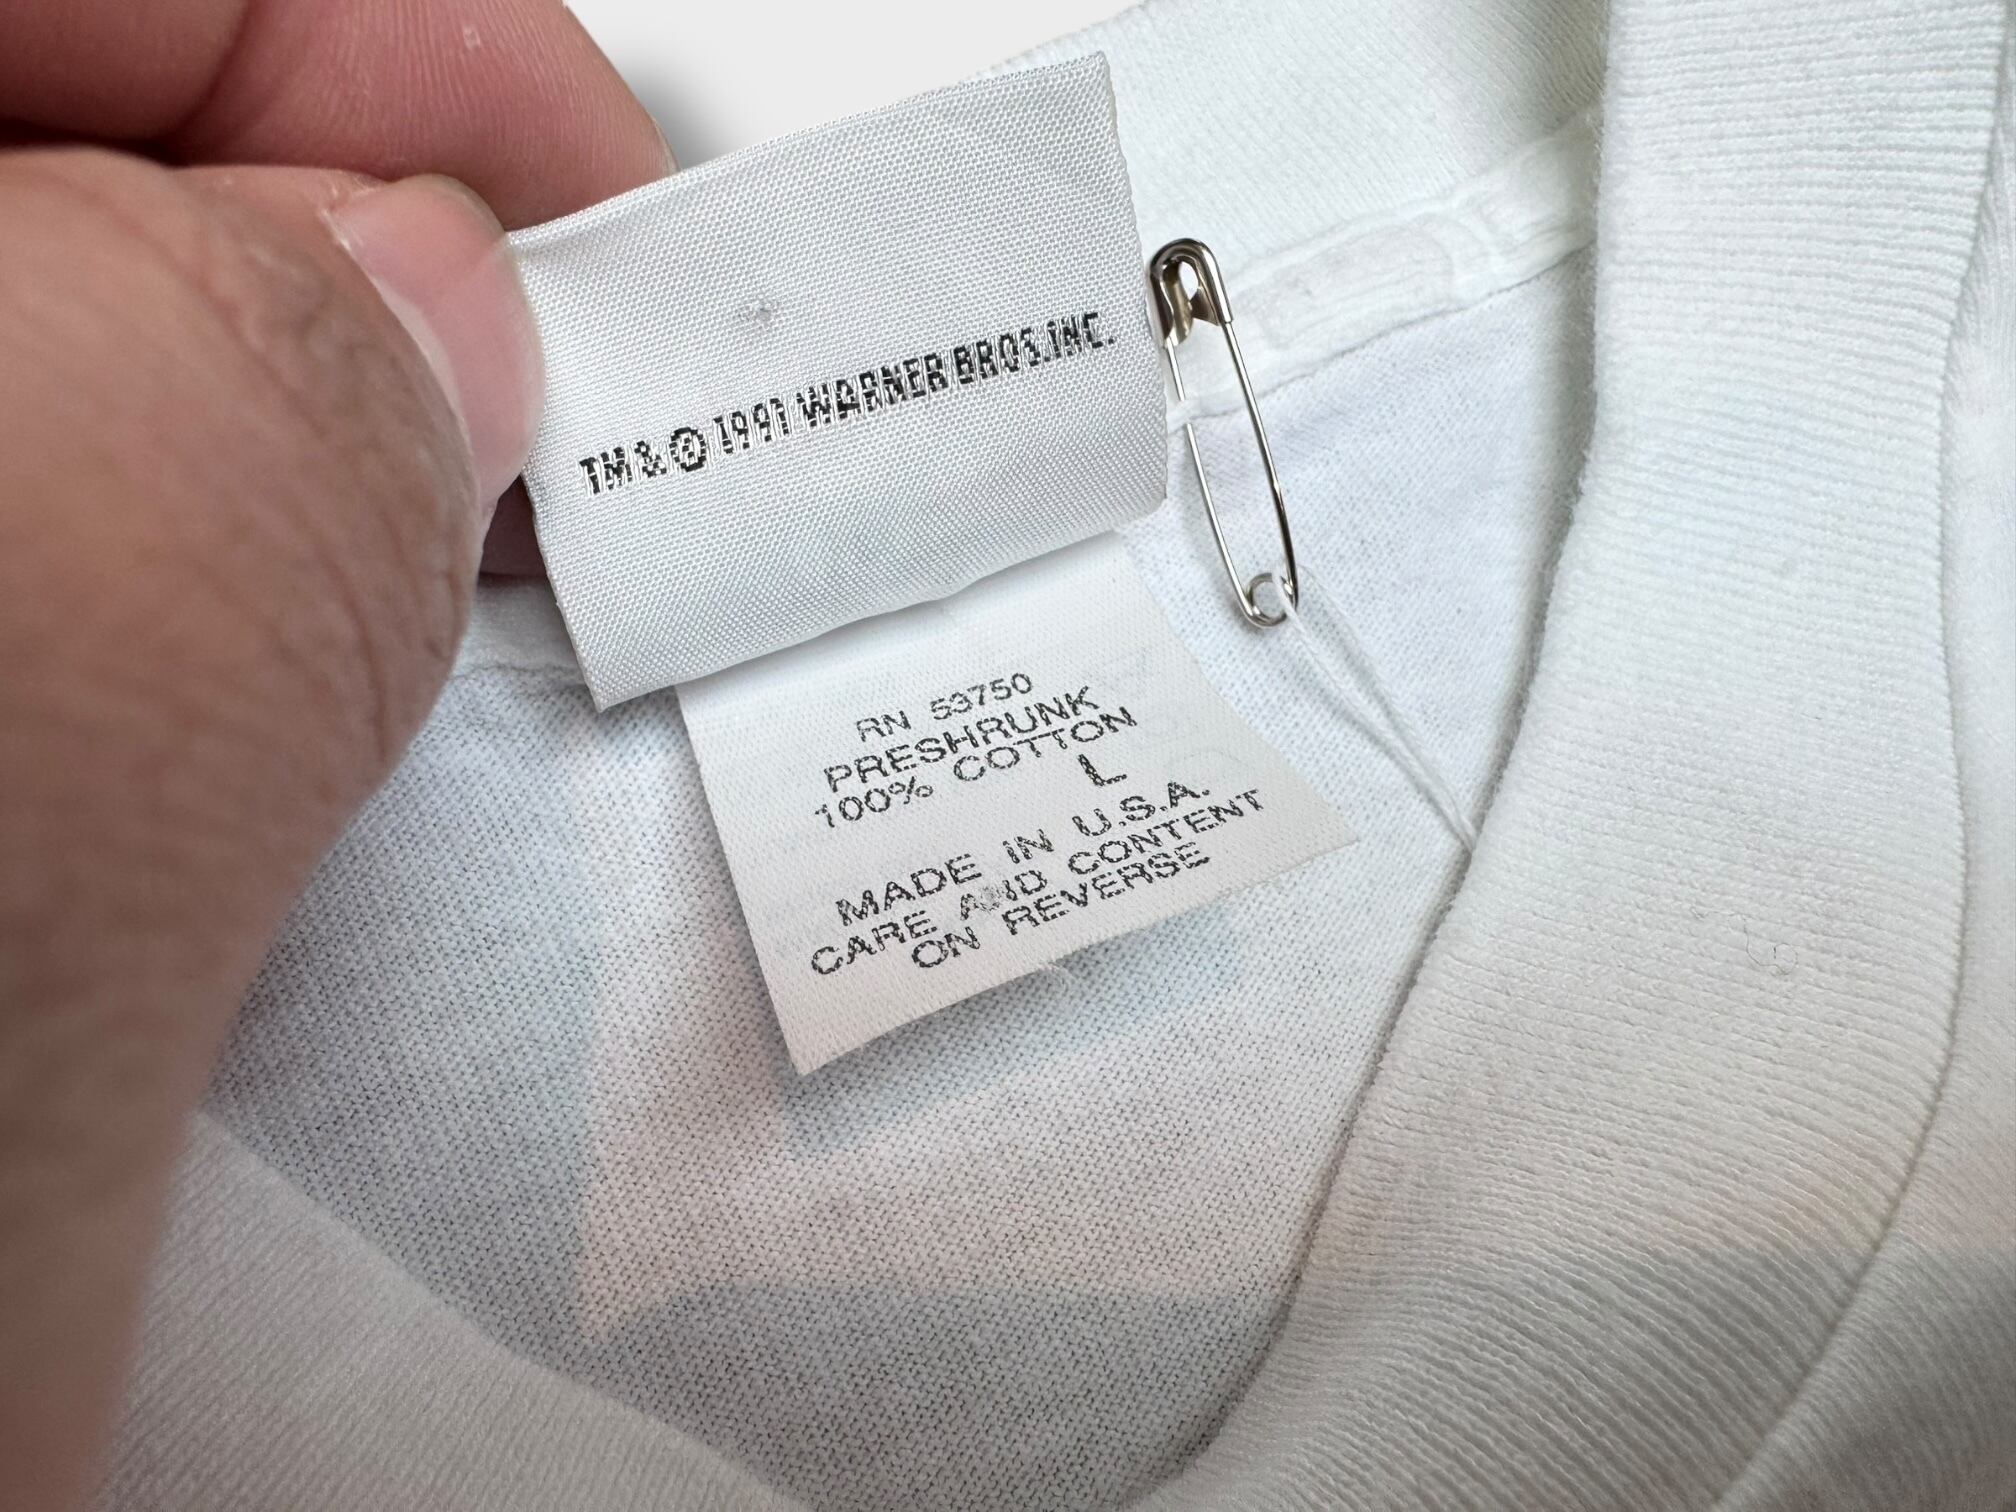 TM & © 1991 WARNER BROS. INC.
RN 53750
PRESHRUNK
100% COTTON
L
MADE IN U.S.A.
CARE AND CONTENT
ON REVERSE